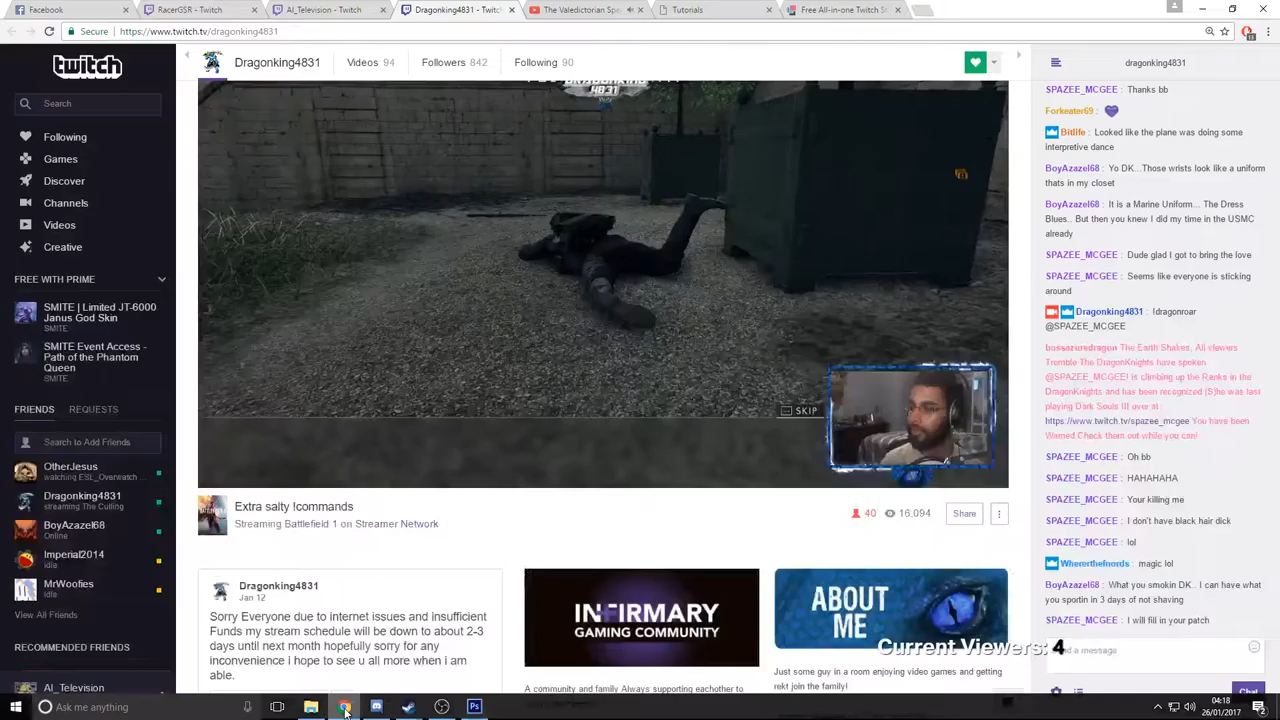 Facebook
RacerGSR - Twitch
AI_Television - Twitch
Dragonking4831 - Twitch
The Valedictorian Spe
Tutorials
Free All-in-one Twitch St
Secure
https://www.twitch.tv/dragonking4831
twitch
Search
Following
Games
Discover
Channels
Videos
Creative
FREE WITH PRIME
SMITE | Limited JT-6000
Janus God Skin
SMITE
SMITE Event Access -
Path of the Phantom
Queen
SMITE
FRIENDS REQUESTS
Search to Add Friends
OtherJesus
watching ESL_Overwatch ...
Dragonking4831
streaming The Culling
BoyAzazel68
Online
Imperial2014
idle
MrWooties
idle
View All Friends
RECOMMENDED FRIENDS
AI_Television
Dragonking4831
Videos 94
Followers 842
Following 90
4831
SKIP
Extra salty !commands
Streaming Battlefield 1 on Streamer Network
40
16,094
Share
Dragonking4831
Jan 12
Sorry Everyone due to internet issues and Insufficient
Funds my stream schedule will be down to about 2-3
days until next month hopefully sorry for any
inconvenience i hope to see u all more when i am
able.
INFIRMARY
GAMING COMMUNITY
A community and family Always supporting eachother to
ABOUT
ME
Just some guy in a room enjoying video games and getting
rekt join the family!
Current Viewers: 4
dragonking4831
SPAZEE_MCGEE : Thanks bb
Forkeater69 :
Bitlife : Looked like the plane was doing some
interpretive dance
BoyAzazel68 : Yo DK...Those wrists look like a uniform
thats in my closet
BoyAzazel68 : It is a Marine Uniform... The Dress
Blues.. But then you knew I did my time in the USMC
already
SPAZEE_MCGEE : Dude glad I got to bring the love
SPAZEE_MCGEE : Seems like everyone is sticking
around
Dragonking4831 : !dragonroar
@SPAZEE_MCGEE
bossazuredragon The Earth Shakes, All viewers
Tremble The DragonKnights have spoken
@SPAZEE_MCGEE! is climbing up the Ranks in the
DragonKnights and has been recognized (S)he was last
playing Dark Souls III over at :
https://www.twitch.tv/spazee_mcgee You have been
Warned Check them out while you can!
SPAZEE_MCGEE : Oh bb
SPAZEE_MCGEE : HAHAHAHA
SPAZEE_MCGEE : Your killing me
SPAZEE_MCGEE : I don't have black hair dick
SPAZEE_MCGEE : lol
Whererthefnords : magic lol
BoyAzazel68 : What you smokin DK.. I can have what
you sportin in 3 days of not shaving
SPAZEE_MCGEE : I will fill in your patch
a message
Chat
Ask me anything
Ps
04:18
26/01/2017